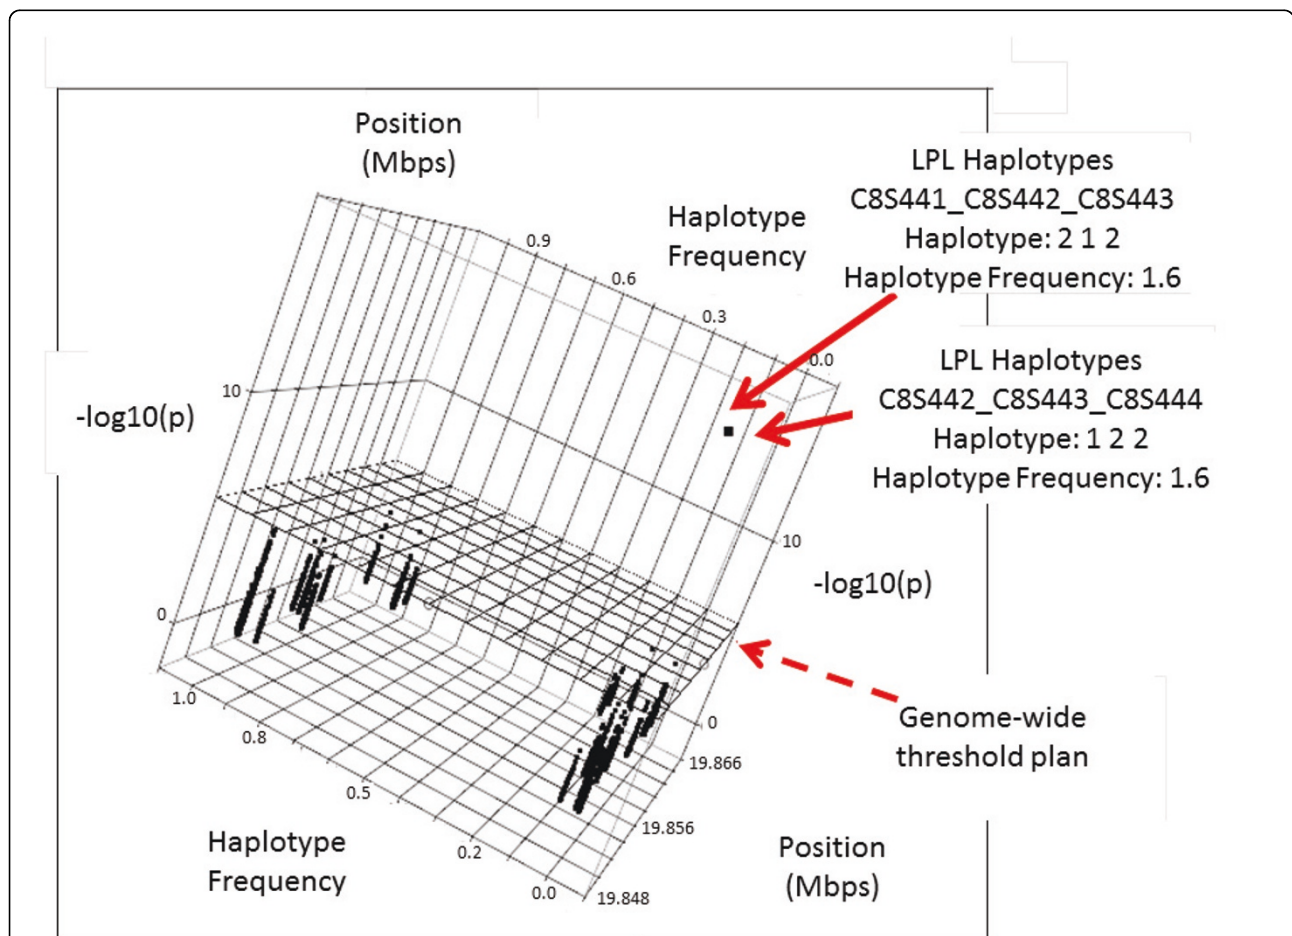 Position
(Mbps)
LPL Haplotypes
C8S441_C8S442_C8S443
Haplotype: 2 1 2
Haplotype Frequency: 1.6
Haplotype
Frequency
0.9
0.6
0.3
0.0
LPL Haplotypes
C8S442_C8S443_C8S444
Haplotype: 1 2 2
Haplotype Frequency: 1.6
10
-log10(p)
10
-log10(p)
0
1.0
0.8
0.5
0.2
0.0
0
19.866
19.856
19.848
Genome-wide
threshold plan
Haplotype
Frequency
Position
(Mbps)